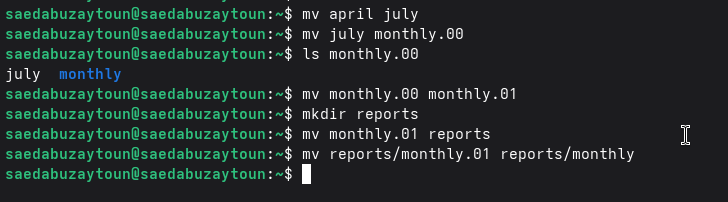 saedabuzaytoun@saedabuzaytoun:~$ mv april july
saedabuzaytoun@saedabuzaytoun:~$ mv july monthly.00
saedabuzaytoun@saedabuzaytoun:~$ ls monthly.00
july  monthly
saedabuzaytoun@saedabuzaytoun:~$ mv monthly.00 monthly.01
saedabuzaytoun@saedabuzaytoun:~$ mkdir reports
saedabuzaytoun@saedabuzaytoun:~$ mv monthly.01 reports
saedabuzaytoun@saedabuzaytoun:~$ mv reports/monthly.01 reports/monthly
saedabuzaytoun@saedabuzaytoun:~$